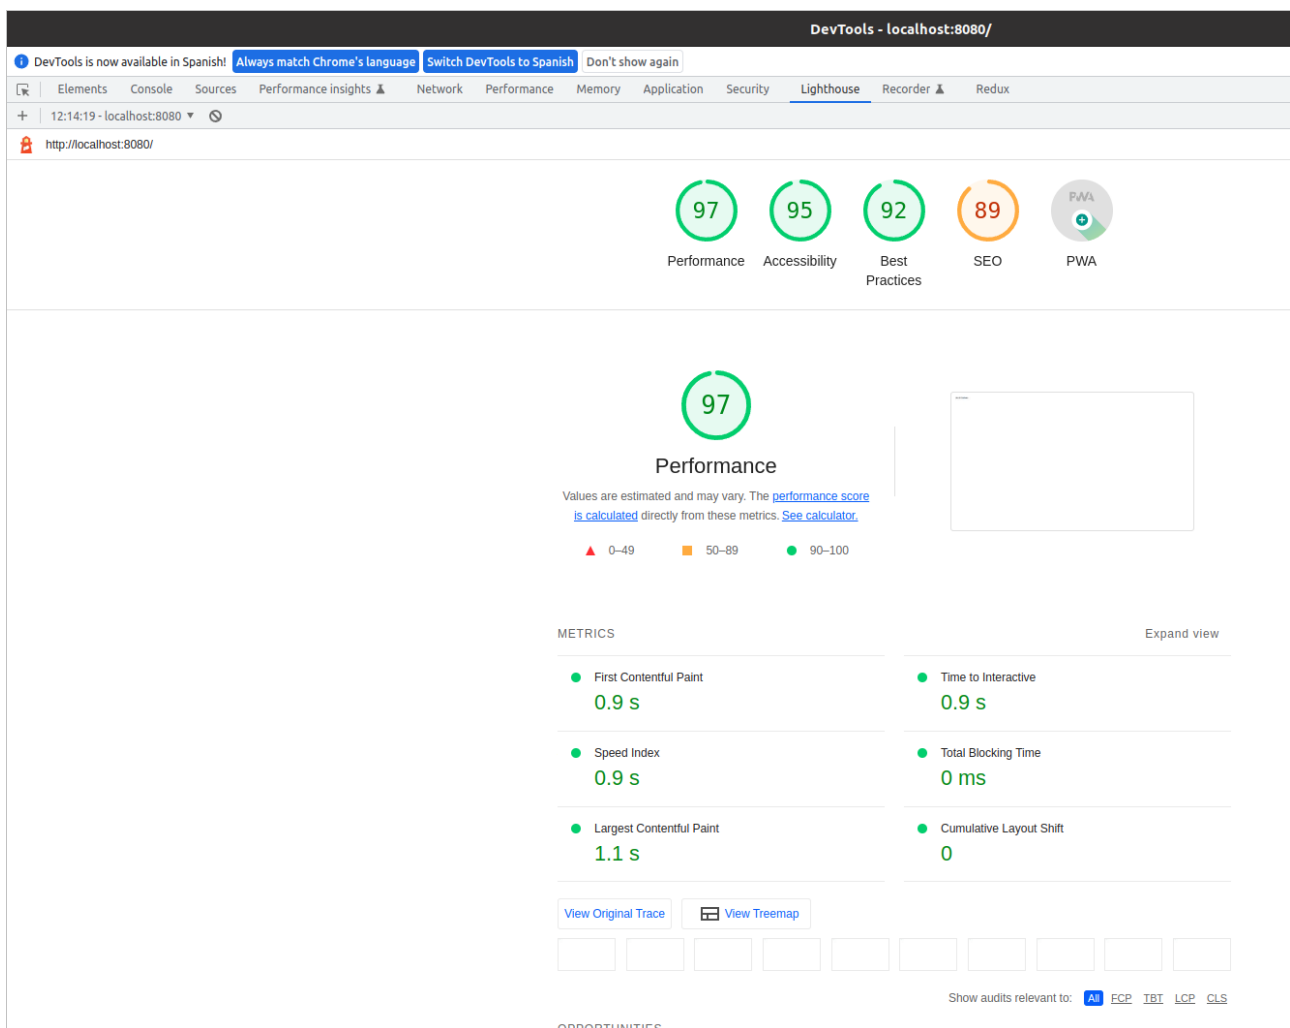 DevTools - localhost:8080/
DevTools is now available in Spanish! Always match Chrome's language Switch DevTools to Spanish Don't show again
Elements Console Sources Performance insights Network Performance Memory Application Security Lighthouse Recorder Redux
+ 12:14:19 - localhost:8080
http://localhost:8080/
97 95 92 89 PWA
Performance Accessibility Best Practices SEO PWA
97
Performance
Values are estimated and may vary. The performance score
is calculated directly from these metrics. See calculator.
0–49 50–89 90–100
METRICS Expand view
First Contentful Paint
0.9 s
Time to Interactive
0.9 s
Speed Index
0.9 s
Total Blocking Time
0 ms
Largest Contentful Paint
1.1 s
Cumulative Layout Shift
0
View Original Trace View Treemap
Show audits relevant to: All FCP TBT LCP CLS
OPPORTUNITIES